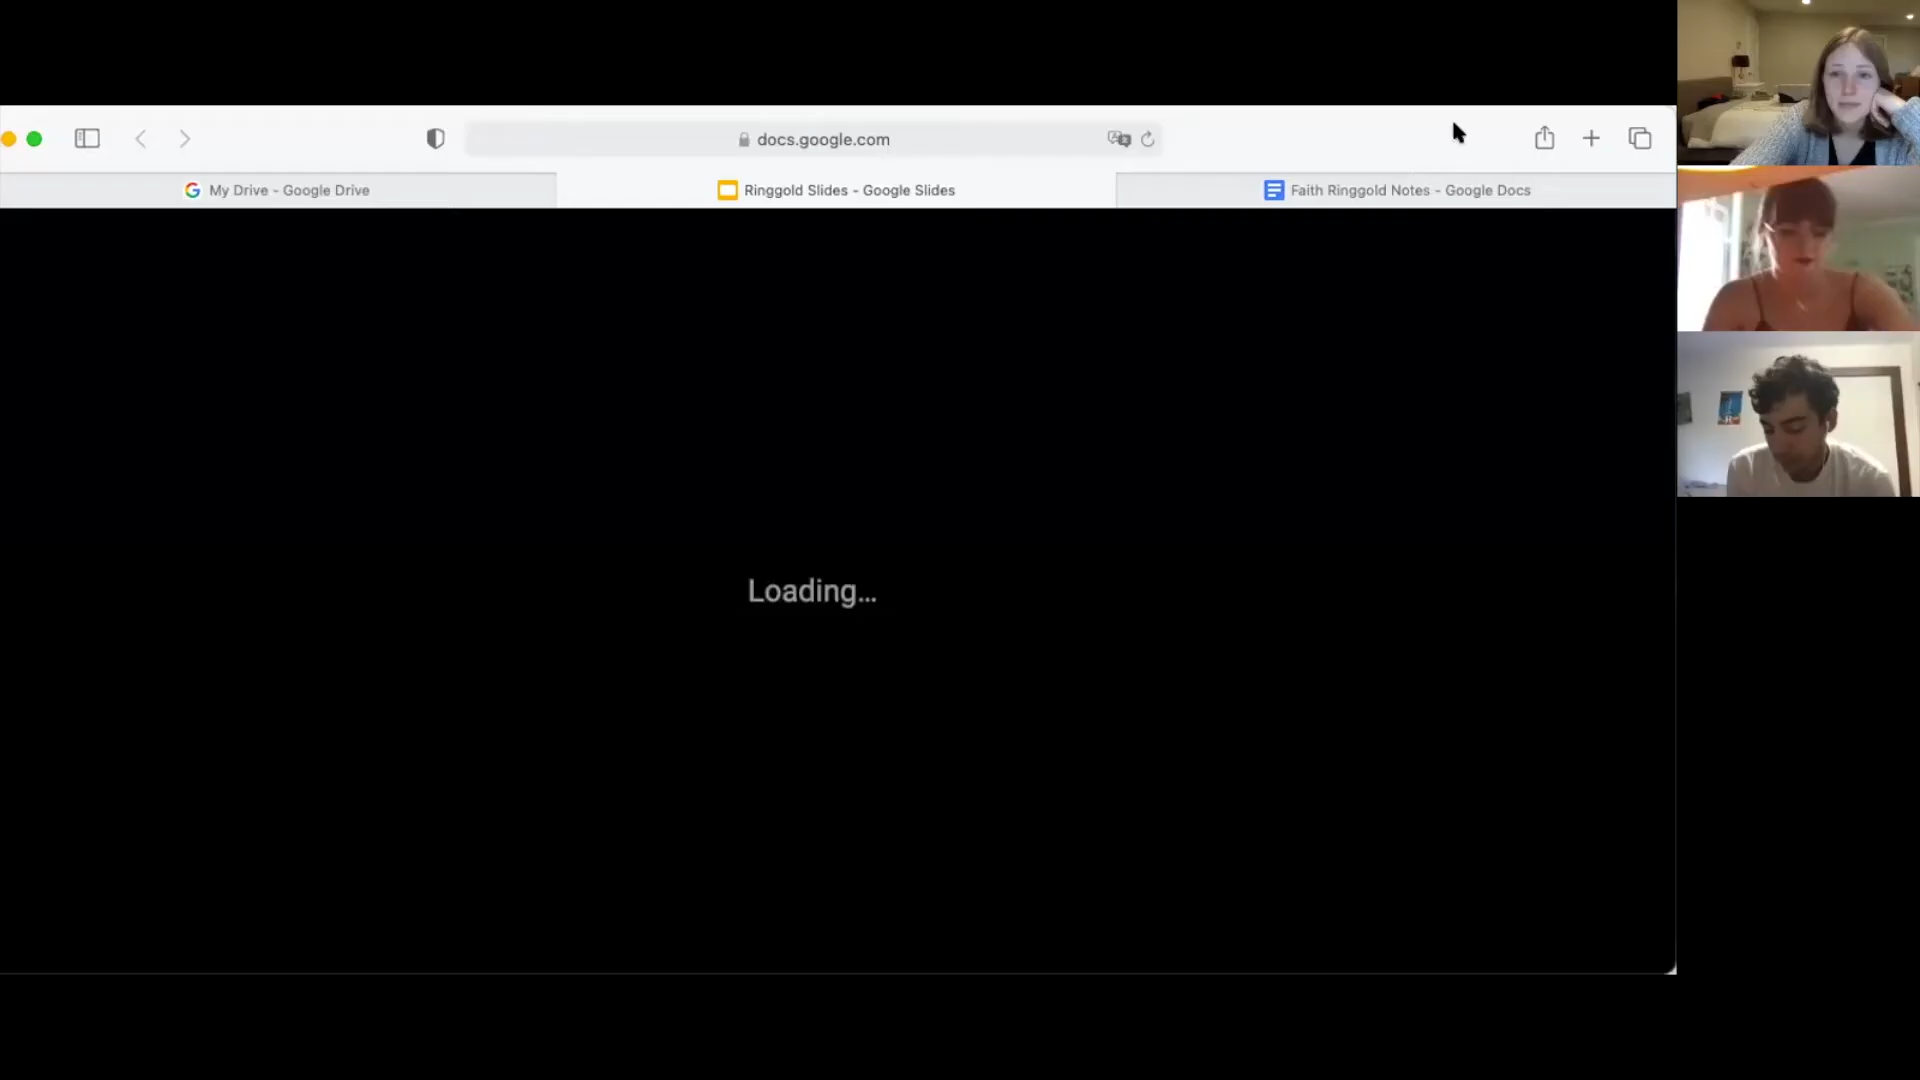 docs.google.com
My Drive - Google Drive
Ringgold Slides - Google Slides
Faith Ringgold Notes - Google Docs
Loading...